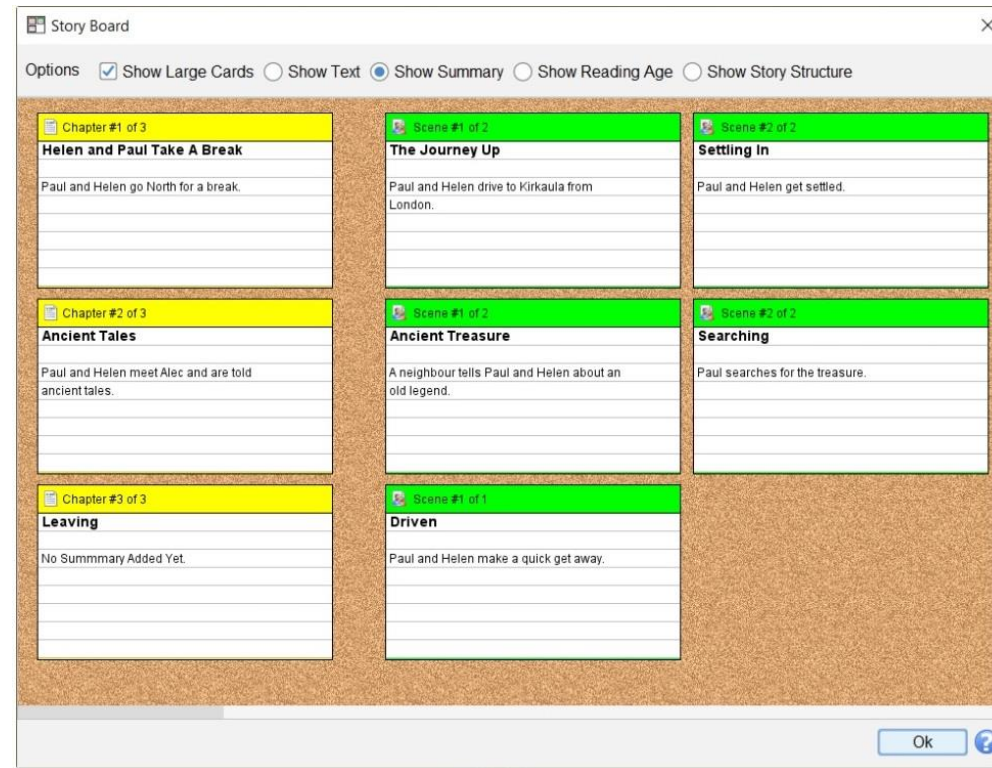 Story Board
Options Show Large Cards Show Text Show Summary Show Reading Age Show Story Structure
Chapter #1 of 3
Helen and Paul Take A Break
Paul and Helen go North for a break.
Scene #1 of 2
The Journey Up
Paul and Helen drive to Kirkaula from
London.
Scene #2 of 2
Settling In
Paul and Helen get settled.
Chapter #2 of 3
Ancient Tales
Paul and Helen meet Alec and are told
ancient tales.
Scene #1 of 2
Ancient Treasure
A neighbour tells Paul and Helen about an
old legend.
Scene #2 of 2
Searching
Paul searches for the treasure.
Chapter #3 of 3
Leaving
No Summmary Added Yet.
Scene #1 of 1
Driven
Paul and Helen make a quick get away.
Ok